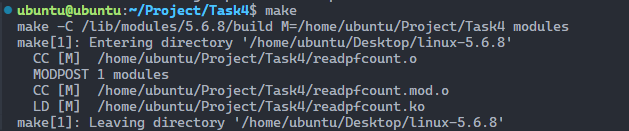 ubuntu@ubuntu:~/Project/Task4$ make
make -C /lib/modules/5.6.8/build M=/home/ubuntu/Project/Task4 modules
make[1]: Entering directory '/home/ubuntu/Desktop/linux-5.6.8'
  CC [M]  /home/ubuntu/Project/Task4/readpfcount.o
  MODPOST 1 modules
  CC [M]  /home/ubuntu/Project/Task4/readpfcount.mod.o
  LD [M]  /home/ubuntu/Project/Task4/readpfcount.ko
make[1]: Leaving directory '/home/ubuntu/Desktop/linux-5.6.8'